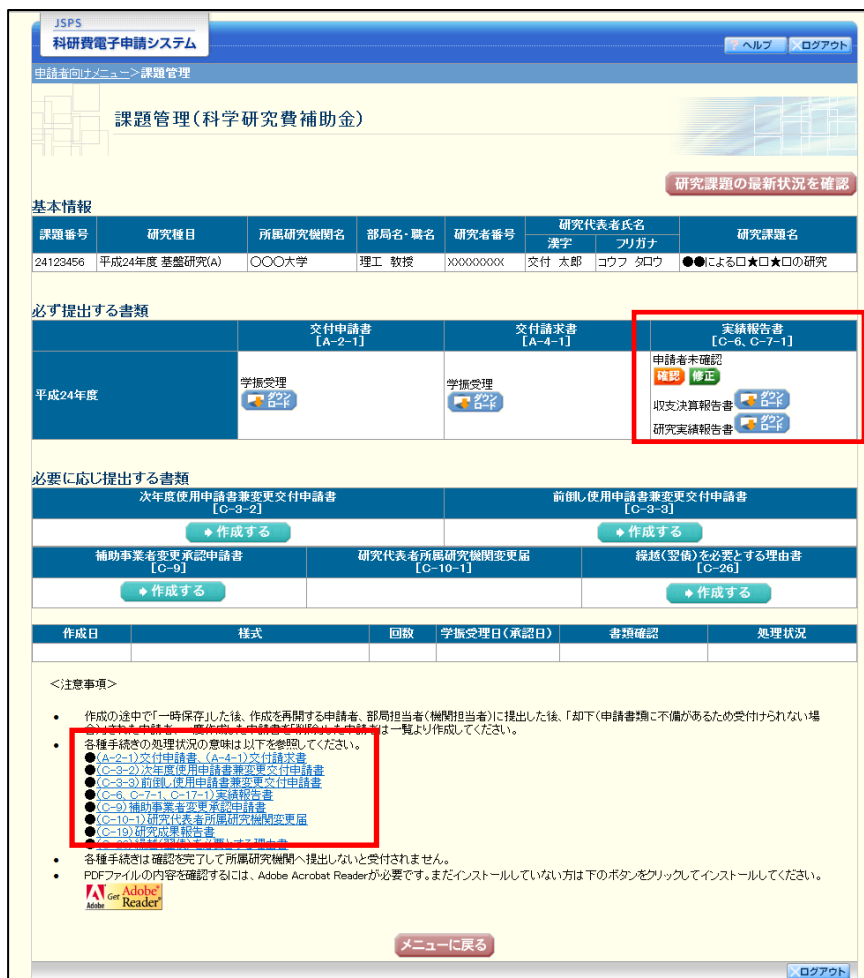 JSPS
科研費電子申請システム
? ヘルプ
×ログアウト
申請者向けメニュー>課題管理
課題管理(科学研究費補助金)
研究課題の最新状況を確認
基本情報
課題番号 研究種目 所属研究機関名 部局名・職名 研究者番号 研究代表者氏名 研究課題名
漢字 フリガナ
24123456 平成24年度 基盤研究(A) 〇〇〇大学 理工 教授 XXXXXXXX 交付 太郎 コウフ タロウ ●●による□★□★□の研究
必ず提出する書類
交付申請書 交付請求書 実績報告書
[A-2-1] [A-4-1] [C-6、C-7-1]
平成24年度
学振受理
ダウンロード
学振受理
ダウンロード
申請者未確認
確認 修正
収支決算報告書 ダウンロード
研究実績報告書 ダウンロード
必要に応じ提出する書類
次年度使用申請書兼変更交付申請書 前倒し使用申請書兼変更交付申請書
[C-3-2] [C-3-3]
作成する 作成する
補助事業者変更承認申請書 研究代表者所属研究機関変更届 繰越(翌債)を必要とする理由書
[C-9] [C-10-1] [C-26]
作成する 作成する
作成日 様式 回数 学振受理日(承認日) 書類確認 処理状況
<注意事項>
• 作成の途中で「一時保存」した後、作成を再開する申請者、部局担当者(機関担当者)に提出した後、「却下(申請書類に不備があるため受付けられない場
は一覧より作成してください。
• 各種手続きの処理状況の意味は以下を参照してください。
●(A-2-1)交付申請書、(A-4-1)交付請求書
●(C-3-2)次年度使用申請書兼変更交付申請書
●(C-3-3)前倒し使用申請書兼変更交付申請書
●(C-6、C-7-1、C-17-1)実績報告書
●(C-9)補助事業者変更承認申請書
●(C-10-1)研究代表者所属研究機関変更届
●(C-19)研究成果報告書
• 各種手続きは確認を完了して所属研究機関へ提出しないと受付されません。
• PDFファイルの内容を確認するには、Adobe Acrobat Readerが必要です。まだインストールしていない方は下のボタンをクリックしてインストールしてください。
Adobe Get Adobe Reader
メニューに戻る
×ログアウト